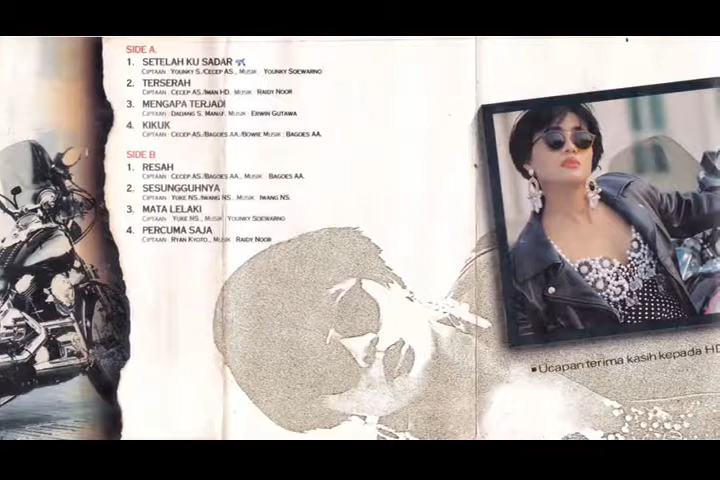 SIDE A.
1. SETELAH KU SADAR
CIPTAAN : YOUNKY S./CECEP AS., MUSIK : YOUNKY SOEWARNO
2. TERSERAH
CIPTAAN : CECEP AS./IMAN HD. MUSIK : RAIDY NOOR
3. MENGAPA TERJADI
CIPTAAN : DADANG S. MUSIK : ERWIN GUTAWA
4. KIKUK
CIPTAAN : CECEP AS./BAGOES AA./BOWIE MUSIK : BAGOES AA.
SIDE B
1. RESAH
CIPTAAN : CECEP AS./BAGOES AA., MUSIK : BAGOES AA.
2. SESUNGGUHNYA
CIPTAAN : YUKE NS./IWANG NS., MUSIK : IWANG NS.
3. MATA LELAKI
CIPTAAN : YUKE NS., MUSIK : YOUNKY SOEWARNO
4. PERCUMA SAJA
CIPTAAN : RYAN KYOTO., MUSIK : RAIDY NOOR
Ucapan terima kasih kepada HD